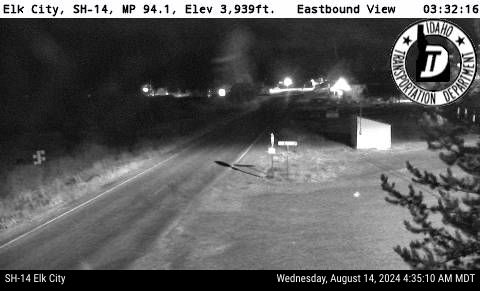 Elk City, SH-14, MP 94.1, Elev 3,939ft. Eastbound View 03:32:16
IDAHO
TRANSPORTATION DEPARTMENT
SH-14 Elk City Wednesday, August 14, 2024 4:35:10 AM MDT